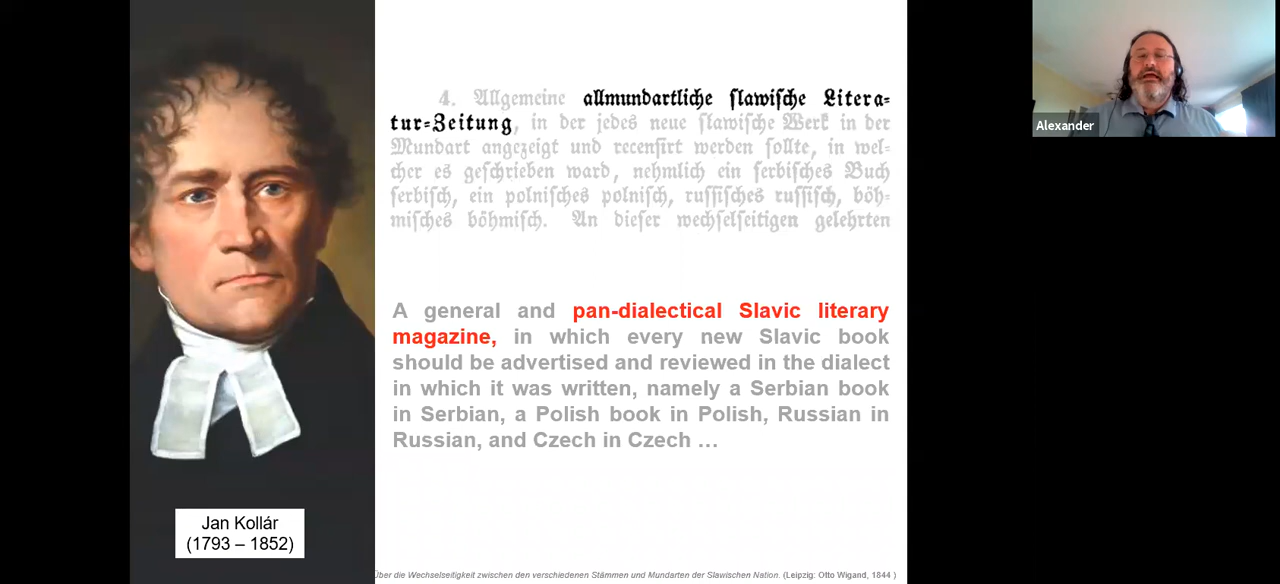 4. Allgemeine allmundartliche ſlawiſche Litera⸗
tur⸗Zeitung, in der jedes neue ſlawiſche Werk in der
Mundart angezeigt und recenſirt werden ſollte, in wel⸗
cher es geſchrieben ward, nehmlich ein ſerbiſches Buch
ſerbiſch, ein polniſches polniſch, ruſſiſches ruſſiſch, böh⸗
miſches böhmiſch. An dieſer wechſelſeitigen gelehrten
A general and pan-dialectical Slavic literary
magazine, in which every new Slavic book
should be advertised and reviewed in the dialect
in which it was written, namely a Serbian book
in Serbian, a Polish book in Polish, Russian in
Russian, and Czech in Czech …
Jan Kollár
(1793 – 1852)
Über die Wechselseitigkeit zwischen den verschiedenen Stämmen und Mundarten der Slawischen Nation. (Leipzig: Otto Wigand, 1844 )
Alexander